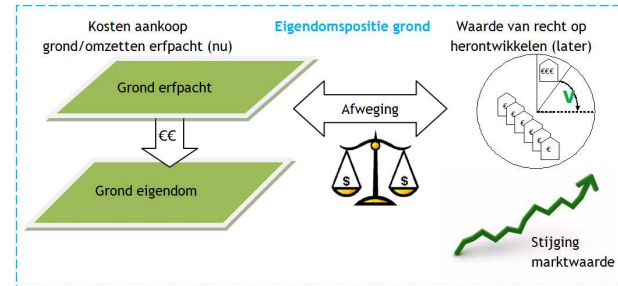 Kosten aankoop
grond/omzetten erfpacht (nu)
Eigendomspositie grond
Waarde van recht op
herontwikkelen (later)
Grond erfpacht
€€
Grond eigendom
Afweging
$ $
€€€
V
€
€
€
€
€
€
Stijging
marktwaarde